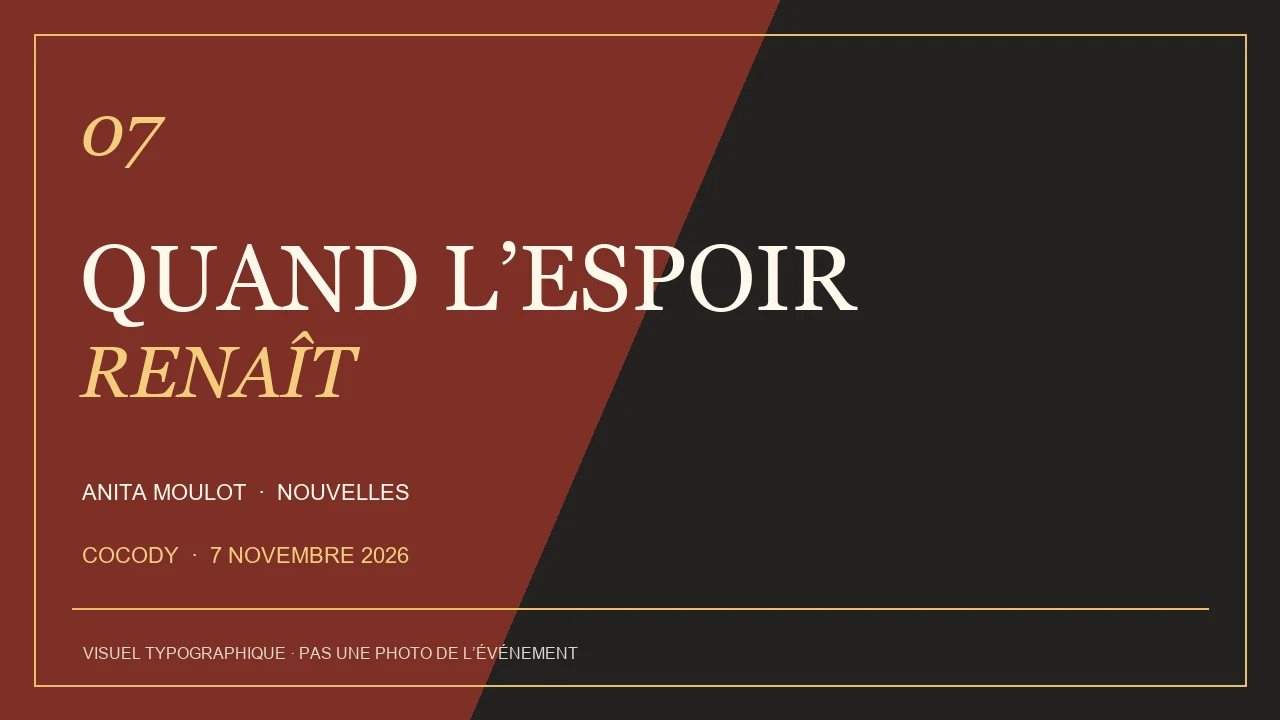 07
QUAND L’ESPOIR
RENAÎT
ANITA MOULOT · NOUVELLES
COCODY · 7 NOVEMBRE 2026
VISUEL TYPOGRAPHIQUE · PAS UNE PHOTO DE L’ÉVÉNEMENT